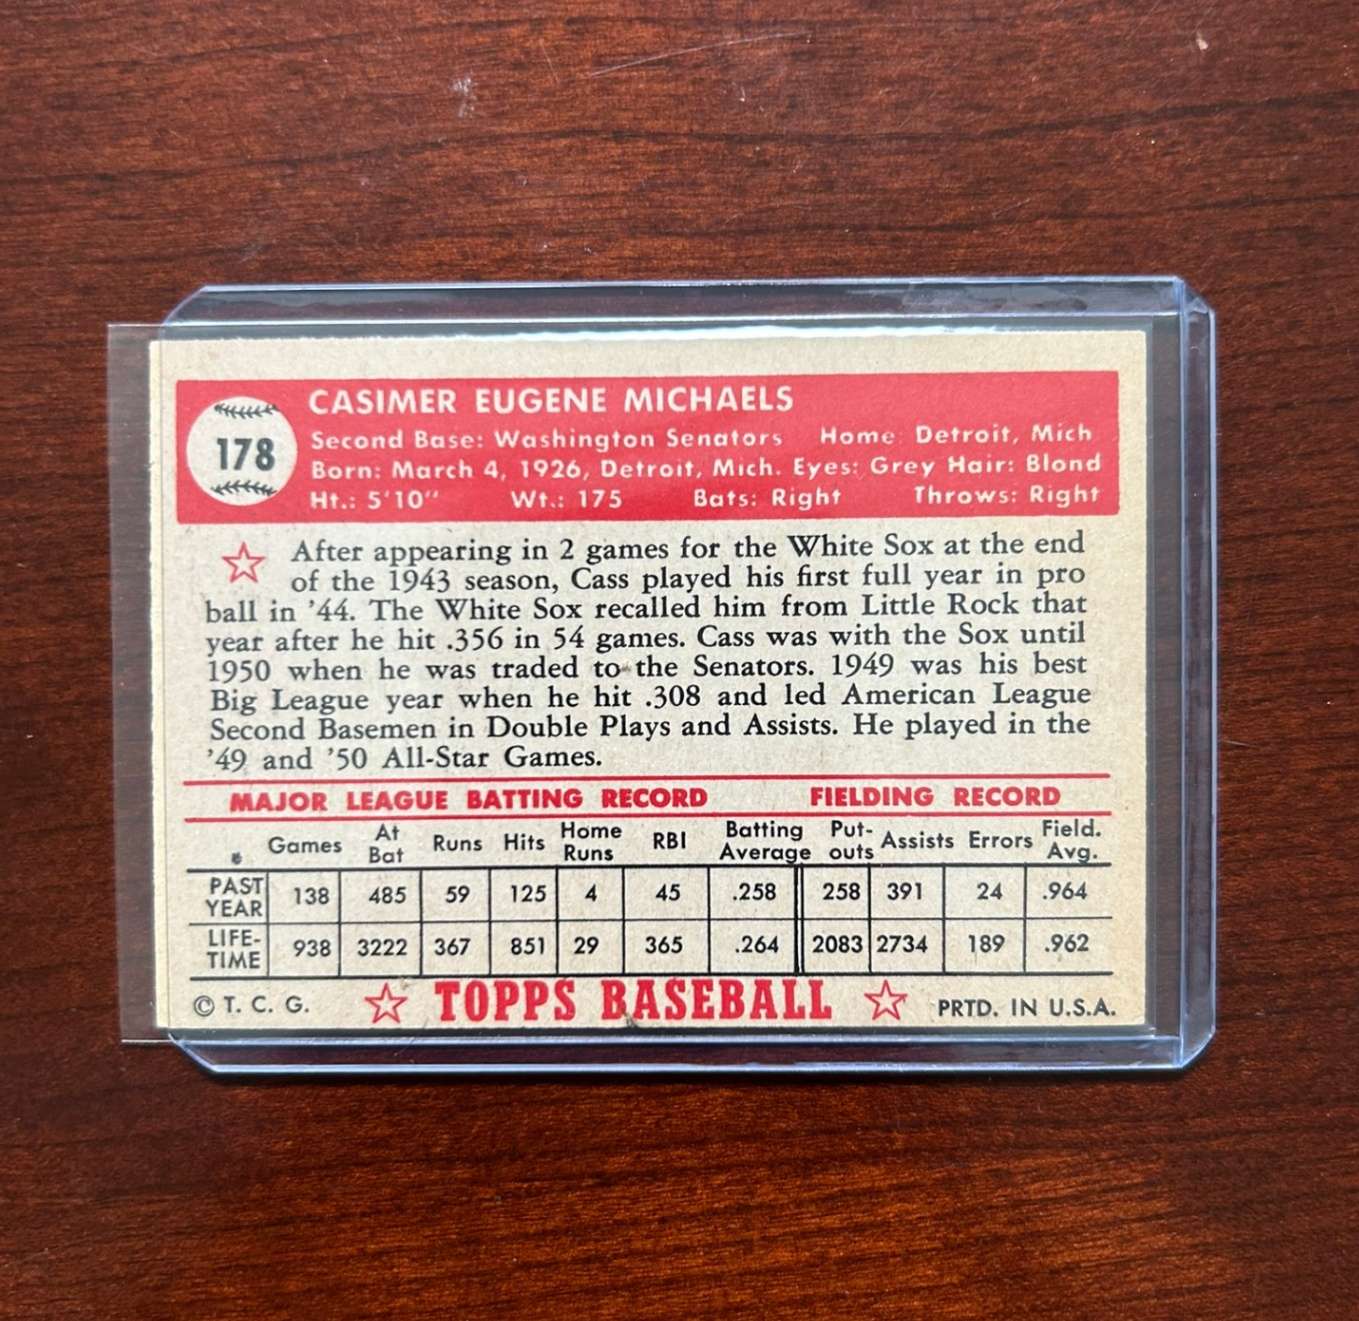 178
CASIMER EUGENE MICHAELS
Second Base: Washington Senators Home: Detroit, Mich
Born: March 4, 1926, Detroit, Mich. Eyes: Grey Hair: Blond
Ht.: 5'10" Wt.: 175 Bats: Right Throws: Right
After appearing in 2 games for the White Sox at the end
of the 1943 season, Cass played his first full year in pro
ball in '44. The White Sox recalled him from Little Rock that
year after he hit .356 in 54 games. Cass was with the Sox until
1950 when he was traded to the Senators. 1949 was his best
Big League year when he hit .308 and led American League
Second Basemen in Double Plays and Assists. He played in the
'49 and '50 All-Star Games.
MAJOR LEAGUE BATTING RECORD FIELDING RECORD
Games At Bat Runs Hits Home Runs RBI Batting Average Put-outs Assists Errors Field. Avg.
PAST YEAR 138 485 59 125 4 45 .258 258 391 24 .964
LIFE-TIME 938 3222 367 851 29 365 .264 2083 2734 189 .962
© T. C. G. TOPPS BASEBALL PRTD. IN U.S.A.